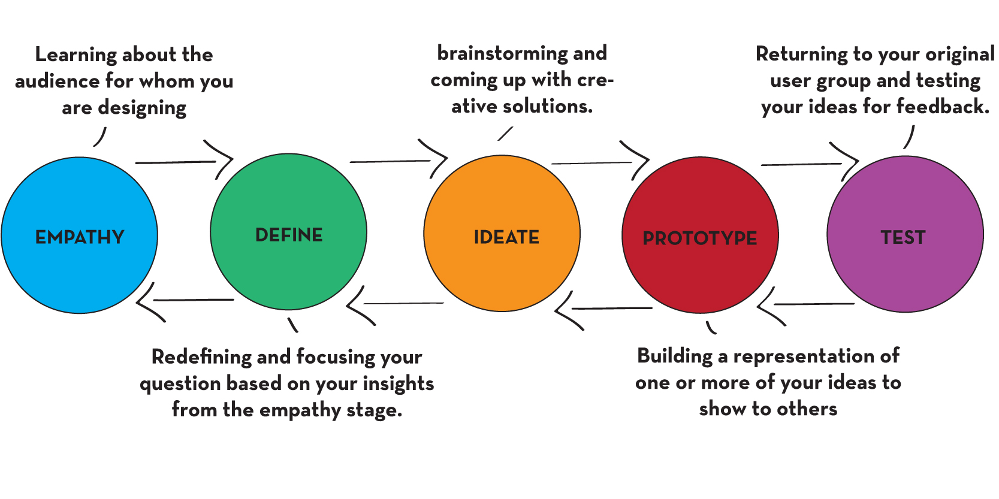 Learning about the
audience for whom you
are designing
brainstorming and
coming up with cre-
ative solutions.
Returning to your original
user group and testing
your ideas for feedback.
EMPATHY
DEFINE
IDEATE
PROTOTYPE
TEST
Redefining and focusing your
question based on your insights
from the empathy stage.
Building a representation of
one or more of your ideas to
show to others